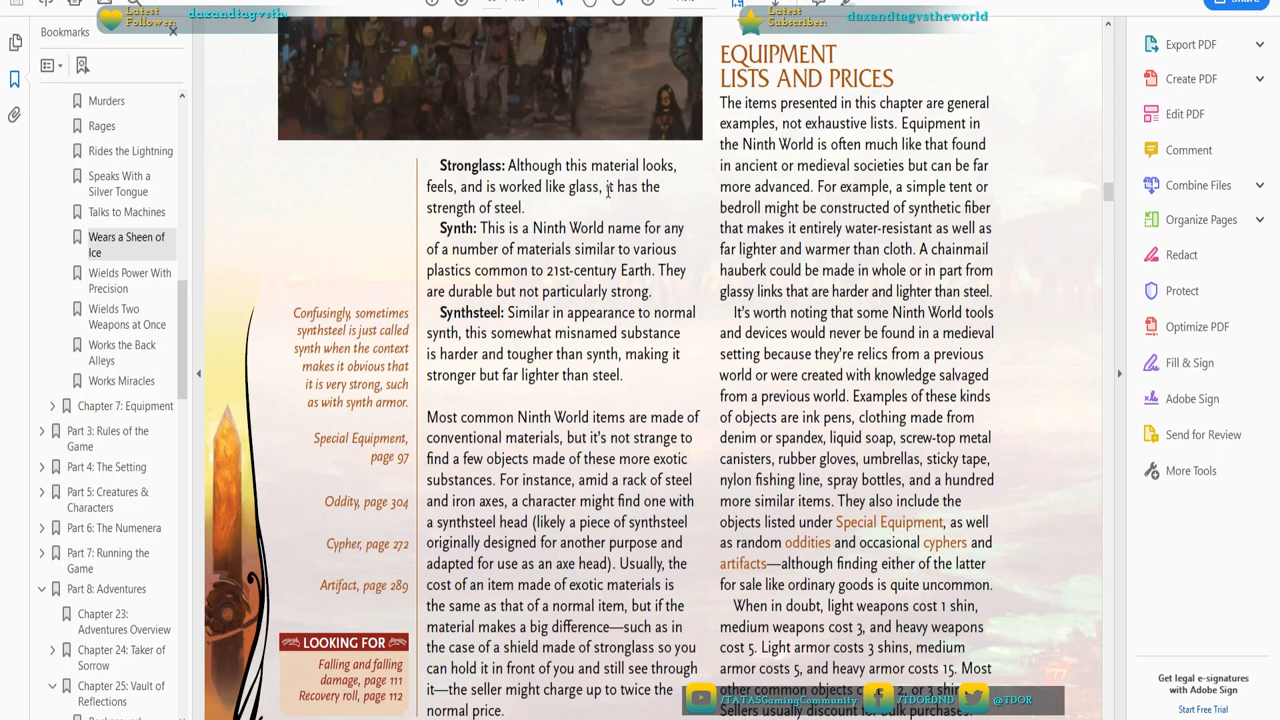 Latest
Follower:
daxandtagvsthe
Latest
Subscriber:
daxandtagvstheworld
Bookmarks
Murders
Rages
Rides the Lightning
Speaks With a
Silver Tongue
Talks to Machines
Wears a Sheen of
Ice
Wields Power With
Precision
Wields Two
Weapons at Once
Works the Back
Alleys
Works Miracles
Chapter 7: Equipment
Part 3: Rules of the
Game
Part 4: The Setting
Part 5: Creatures &
Characters
Part 6: The Numenera
Part 7: Running the
Game
Part 8: Adventures
Chapter 23:
Adventures Overview
Chapter 24: Taker of
Sorrow
Chapter 25: Vault of
Reflections
Confusingly, sometimes
synthsteel is just called
synth when the context
makes it obvious that
it is very strong, such
as with synth armor.
Special Equipment,
page 97
Oddity, page 304
Cypher, page 272
Artifact, page 289
LOOKING FOR
Falling and falling
damage, page 111
Recovery roll, page 112
Stronglass: Although this material looks,
feels, and is worked like glass, it has the
strength of steel.
Synth: This is a Ninth World name for any
of a number of materials similar to various
plastics common to 21st-century Earth. They
are durable but not particularly strong.
Synthsteel: Similar in appearance to normal
synth, this somewhat misnamed substance
is harder and tougher than synth, making it
stronger but far lighter than steel.
Most common Ninth World items are made of
conventional materials, but it's not strange to
find a few objects made of these more exotic
substances. For instance, amid a rack of steel
and iron axes, a character might find one with
a synthsteel head (likely a piece of synthsteel
originally designed for another purpose and
adapted for use as an axe head). Usually, the
cost of an item made of exotic materials is
the same as that of a normal item, but if the
material makes a big difference—such as in
the case of a shield made of stronglass so you
can hold it in front of you and still see through
it—the seller might charge up to twice the
normal price.
EQUIPMENT
LISTS AND PRICES
The items presented in this chapter are general
examples, not exhaustive lists. Equipment in
the Ninth World is often much like that found
in ancient or medieval societies but can be far
more advanced. For example, a simple tent or
bedroll might be constructed of synthetic fiber
that makes it entirely water-resistant as well as
far lighter and warmer than cloth. A chainmail
hauberk could be made in whole or in part from
glassy links that are harder and lighter than steel.
It's worth noting that some Ninth World tools
and devices would never be found in a medieval
setting because they're relics from a previous
world or were created with knowledge salvaged
from a previous world. Examples of these kinds
of objects are ink pens, clothing made from
denim or spandex, liquid soap, screw-top metal
canisters, rubber gloves, umbrellas, sticky tape,
nylon fishing line, spray bottles, and a hundred
more similar items. They also include the
objects listed under Special Equipment, as well
as random oddities and occasional cyphers and
artifacts—although finding either of the latter
for sale like ordinary goods is quite uncommon.
When in doubt, light weapons cost 1 shin,
medium weapons cost 3, and heavy weapons
cost 5. Light armor costs 3 shins, medium
armor costs 5, and heavy armor costs 15. Most
other common objects 2, or 3 shin
Sellers usually discount bulk purchases.
/TATASGamingCommunity
/TDORDND
@TDOR
Export PDF
Create PDF
Edit PDF
Comment
Combine Files
Organize Pages
Redact
Protect
Optimize PDF
Fill & Sign
Adobe Sign
Send for Review
More Tools
Get legal e-signatures
with Adobe Sign
Start Free Trial